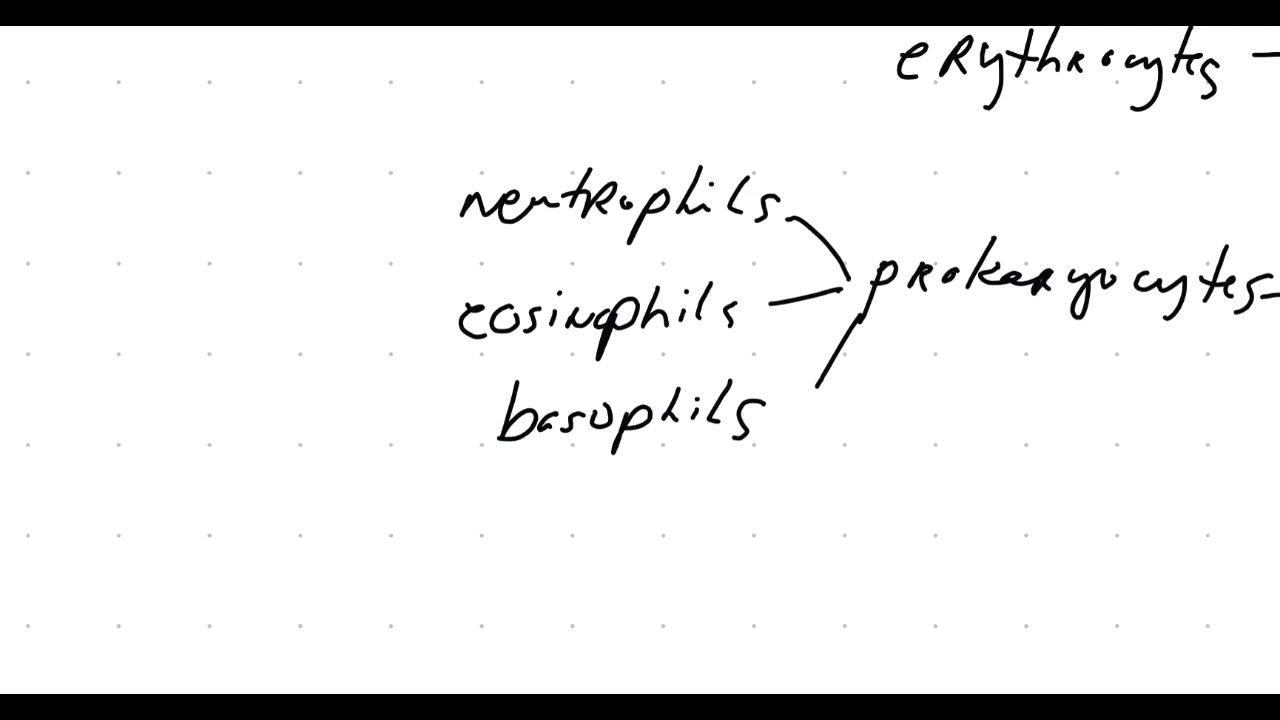 erythrocytes -
neutrophils
prokaryocytes-
eosinophils
basophils